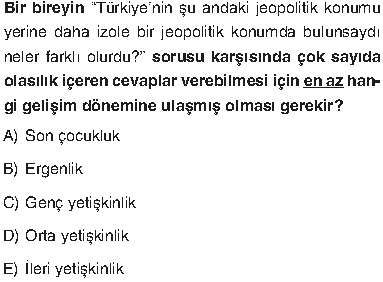 Bir bireyin “Türkiye’nin şu andaki jeopolitik konumu
yerine daha izole bir jeopolitik konumda bulunsaydı
neler farklı olurdu?” sorusu karşısında çok sayıda
olasılık içeren cevaplar verebilmesi için en az han-
gi gelişim dönemine ulaşmış olması gerekir?
A) Son çocukluk
B) Ergenlik
C) Genç yetişkinlik
D) Orta yetişkinlik
E) İleri yetişkinlik